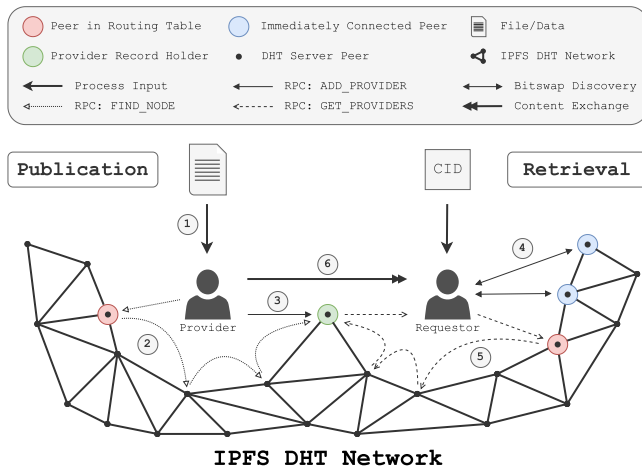 Peer in Routing Table
Immediately Connected Peer
File/Data
Provider Record Holder
DHT Server Peer
IPFS DHT Network
Process Input
RPC: ADD_PROVIDER
Bitswap Discovery
RPC: FIND_NODE
RPC: GET_PROVIDERS
Content Exchange
Publication
CID
Retrieval
1
4
6
3
Provider
Requestor
2
5
IPFS DHT Network